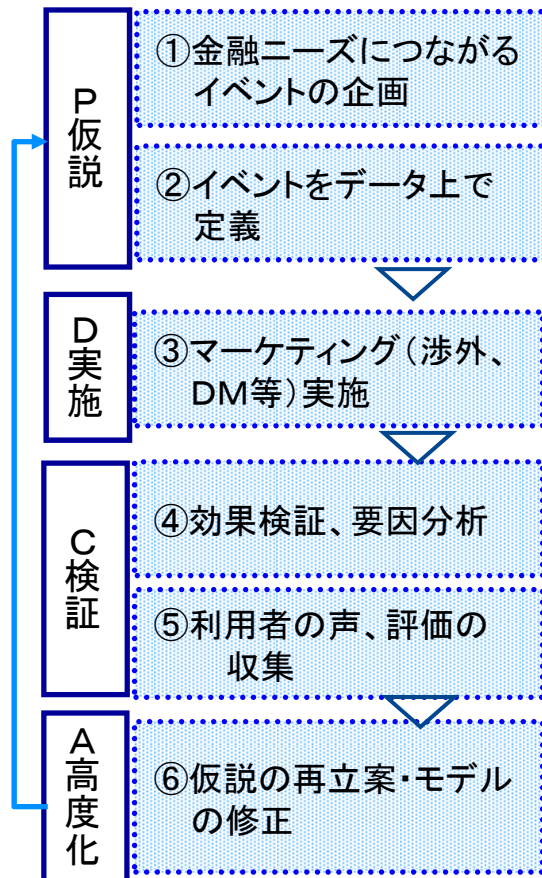 P仮説
①金融ニーズにつながる
イベントの企画
②イベントをデータ上で
定義
D実施
③マーケティング(渉外、
DM等)実施
C検証
④効果検証、要因分析
⑤利用者の声、評価の
収集
A高度化
⑥仮説の再立案・モデル
の修正